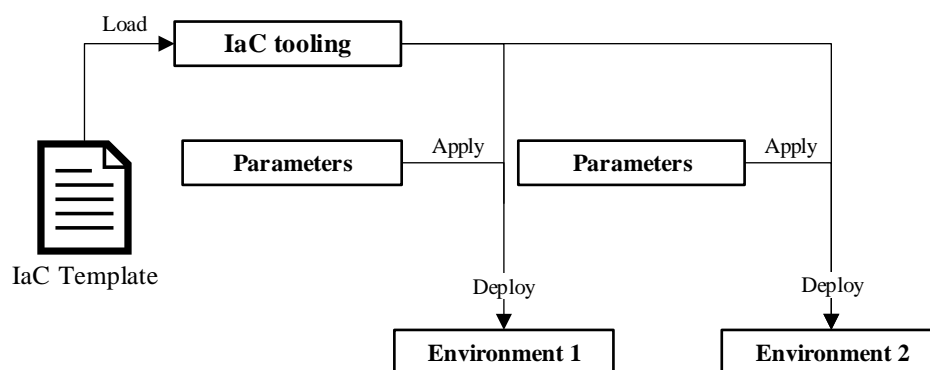 Load
IaC tooling
Parameters
Apply
Parameters
Apply
IaC Template
Deploy
Deploy
Environment 1
Environment 2